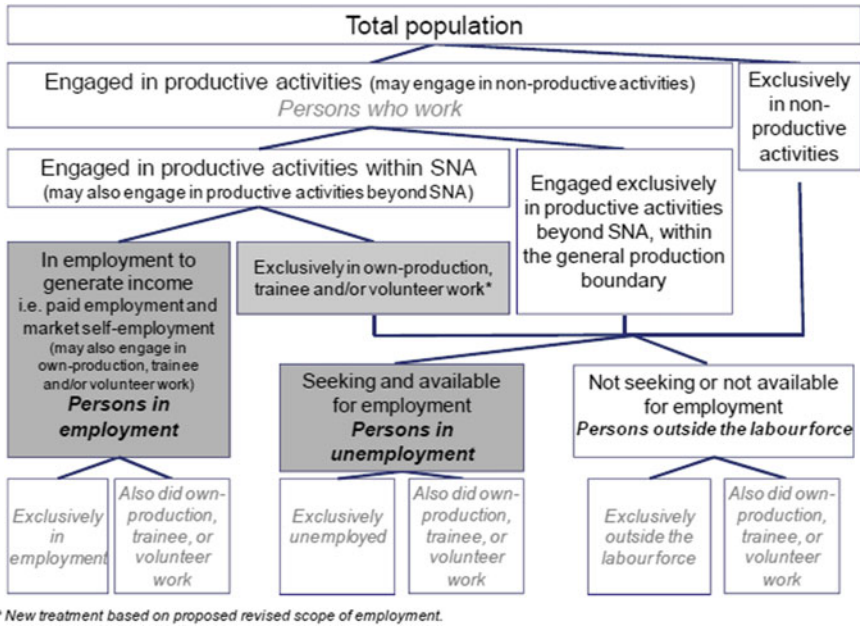 Total population
Engaged in productive activities (may engage in non-productive activities)
Persons who work
Exclusively
in non-
productive
activities
Engaged in productive activities within SNA
(may also engage in productive activities beyond SNA)
Engaged exclusively
in productive activities
beyond SNA, within
the general production
boundary
In employment to
generate income
i.e. paid employment and
market self-employment
(may also engage in
own-production, trainee
and/or volunteer work)
Persons in
employment
Exclusively in own-production,
trainee and/or volunteer work*
Seeking and available
for employment
Persons in
unemployment
Not seeking or not available
for employment
Persons outside the labour force
Exclusively
in
employment
Also did own-
production,
trainee, or
volunteer
work
Exclusively
unemployed
Also did own-
production,
trainee, or
volunteer
work
Exclusively
outside the
labour force
Also did own-
production,
trainee, or
volunteer
work
* New treatment based on proposed revised scope of employment.